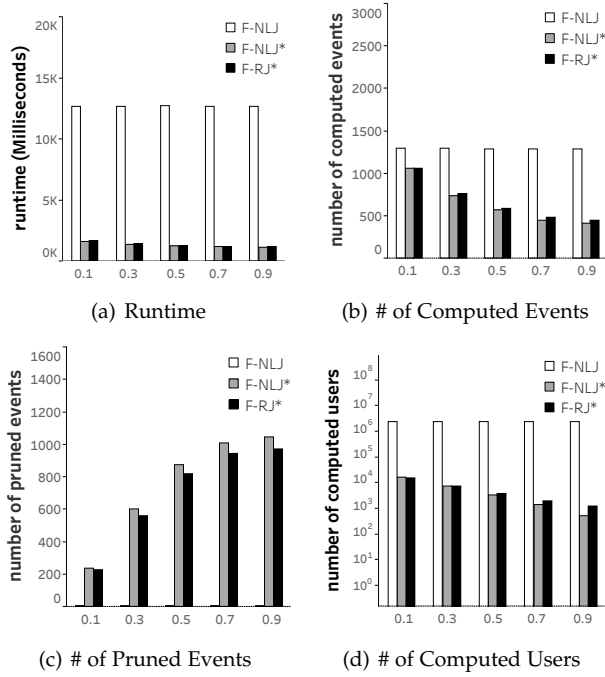 runtime (Milliseconds)
20K
15K
10K
5K
0K
F-NLJ
F-NLJ*
F-RJ*
0.1 0.3 0.5 0.7 0.9
(a) Runtime
number of computed events
3000
2500
2000
1500
1000
500
0
F-NLJ
F-NLJ*
F-RJ*
0.1 0.3 0.5 0.7 0.9
(b) # of Computed Events
number of pruned events
1600
1400
1200
1000
800
600
400
200
0
F-NLJ
F-NLJ*
F-RJ*
0.1 0.3 0.5 0.7 0.9
(c) # of Pruned Events
number of computed users
10⁸
10⁷
10⁶
10⁵
10⁴
10³
10²
10¹
10⁰
F-NLJ
F-NLJ*
F-RJ*
0.1 0.3 0.5 0.7 0.9
(d) # of Computed Users